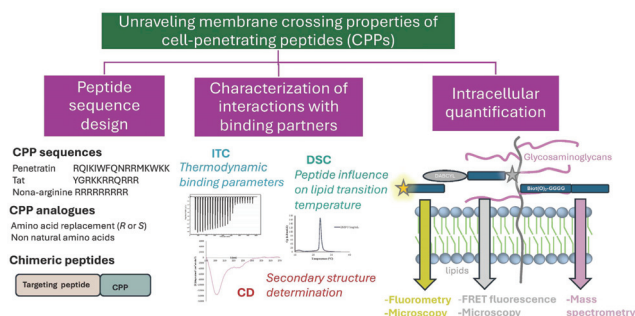 Unraveling membrane crossing properties of
cell-penetrating peptides (CPPs)
Peptide
sequence
design
Characterization of
interactions with
binding partners
Intracellular
quantification
CPP sequences
Penetratin RQIKIWFQNRRMKWKK
Tat YGRKKRRQRRR
Nona-arginine RRRRRRRRR
CPP analogues
Amino acid replacement (R or S)
Non natural amino acids
Chimeric peptides
Targeting peptide CPP
ITC
Thermodynamic
binding parameters
DSC
Peptide influence
on lipid transition
temperature
CD
Secondary structure
determination
Glycosaminoglycans
Biot(O)₂-GGGG
lipids
-Fluorometry
-Microscopy
-FRET fluorescence
-Microscopy
-Mass
spectrometry